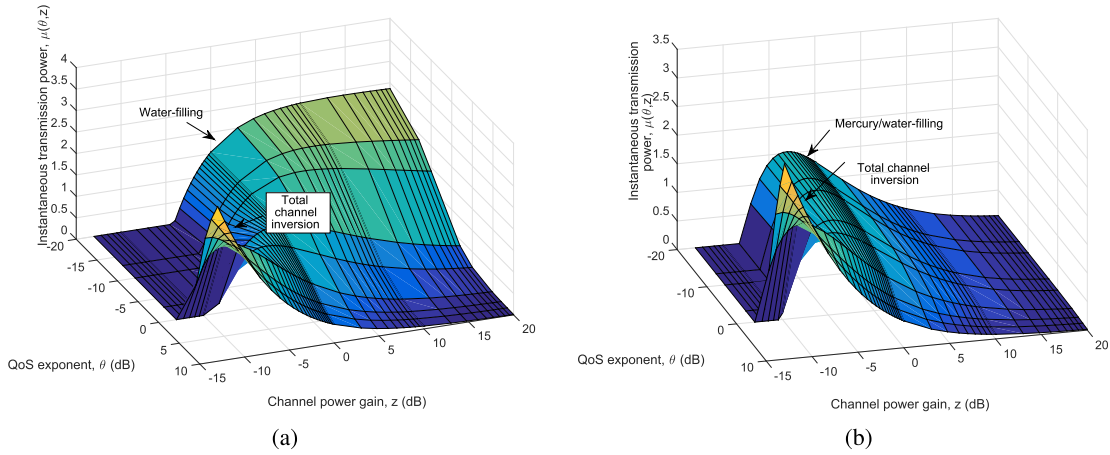 Instantaneous transmission power, μ(θ,z)
4
3.5
3
2.5
2
1.5
1
0.5
0
-20
-15
-10
-5
0
5
10
QoS exponent, θ (dB)
-15
-10
-5
0
5
10
15
20
Channel power gain, z (dB)
Water-filling
Total
channel
inversion
(a)
Instantaneous transmission
power, μ(θ,z)
3.5
3
2.5
2
1.5
1
0.5
0
-20
-10
0
10
QoS exponent, θ (dB)
-15
-10
-5
0
5
10
15
20
Channel power gain, z (dB)
Mercury/water-filling
Total channel
inversion
(b)